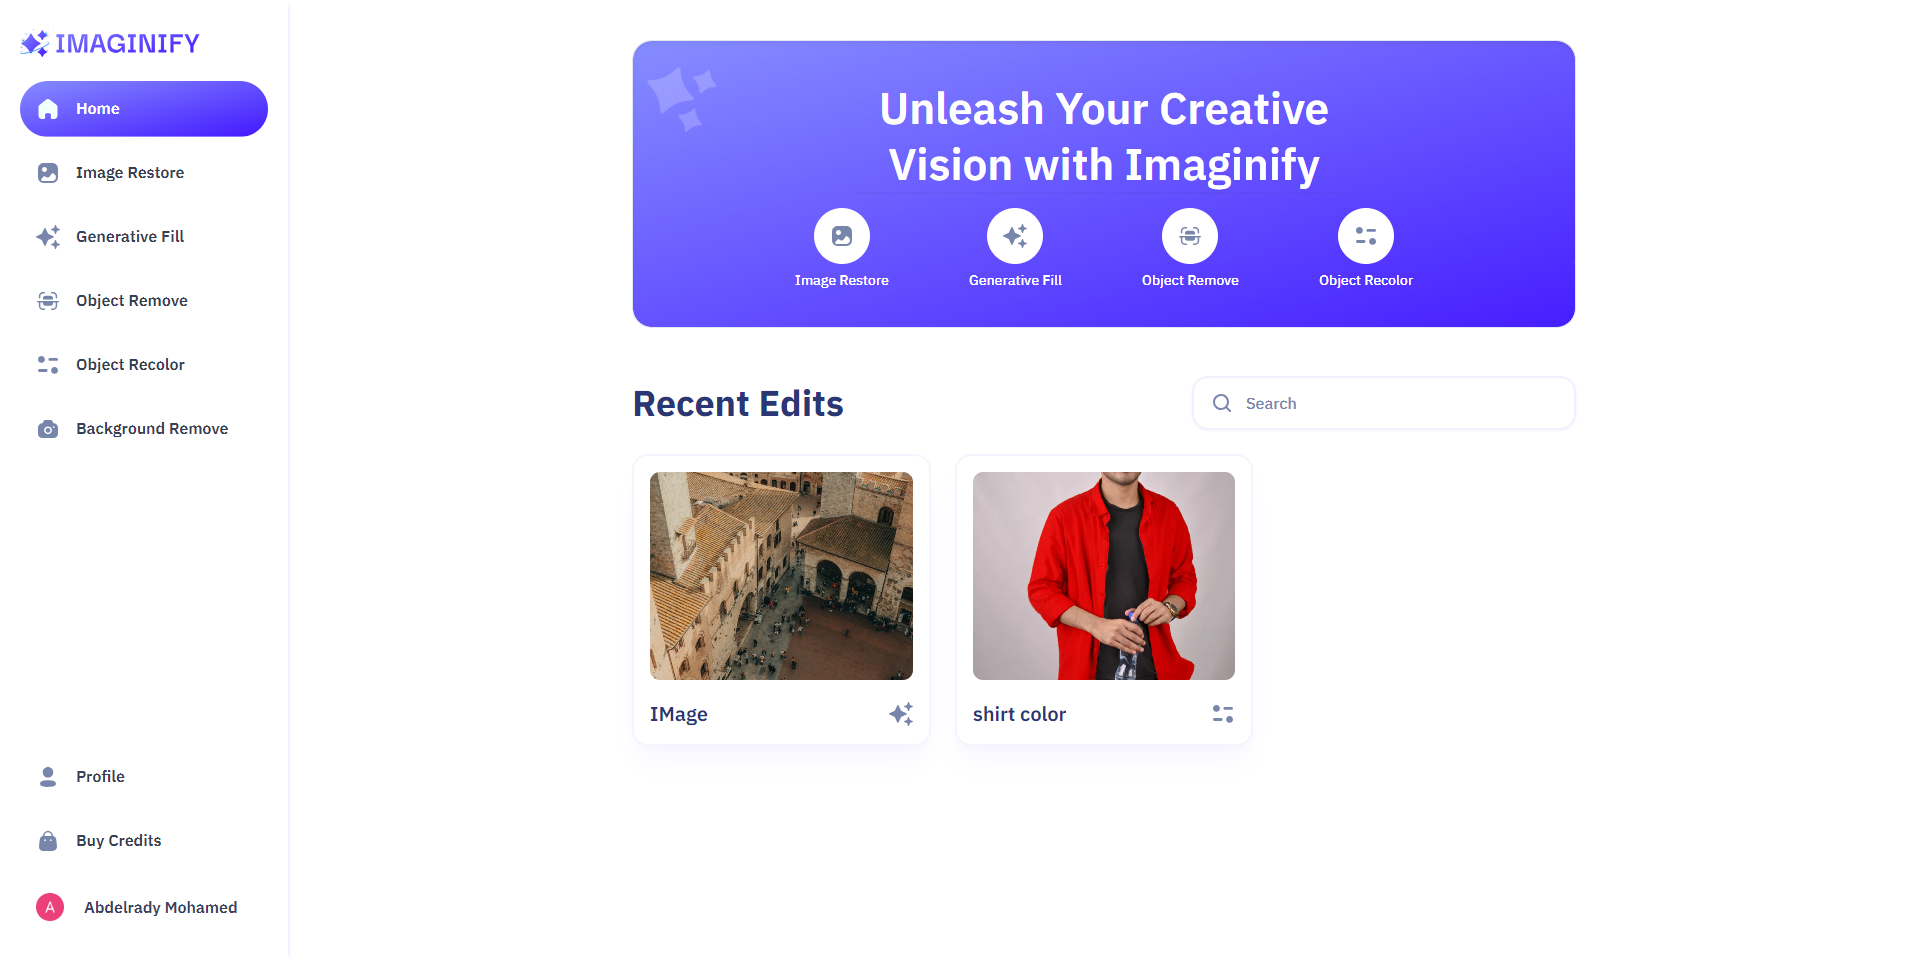 IMAGINIFY
Home
Image Restore
Generative Fill
Object Remove
Object Recolor
Background Remove
Profile
Buy Credits
A
Abdelrady Mohamed
Unleash Your Creative
Vision with Imaginify
Image Restore
Generative Fill
Object Remove
Object Recolor
Recent Edits
Search
IMage
shirt color